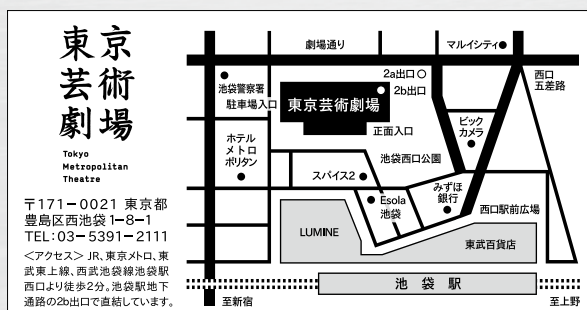 東京
芸術
劇場
Tokyo
Metropolitan
Theatre
〒171-0021 東京都
豊島区西池袋1-8-1
TEL:03-5391-2111
<アクセス> JR、東京メトロ、東
武東上線、西武池袋線池袋駅
西口より徒歩2分。池袋駅地下
通路の2b出口で直結しています。
劇場通り
マルイシティ
池袋警察署
駐車場入口
2a出口
2b出口
西口
五差路
東京芸術劇場
正面入口
ビック
カメラ
ホテル
メトロ
ポリタン
池袋西口公園
スパイス2
Esola
池袋
みずほ
銀行
西口駅前広場
LUMINE
東武百貨店
池袋駅
至新宿
至上野